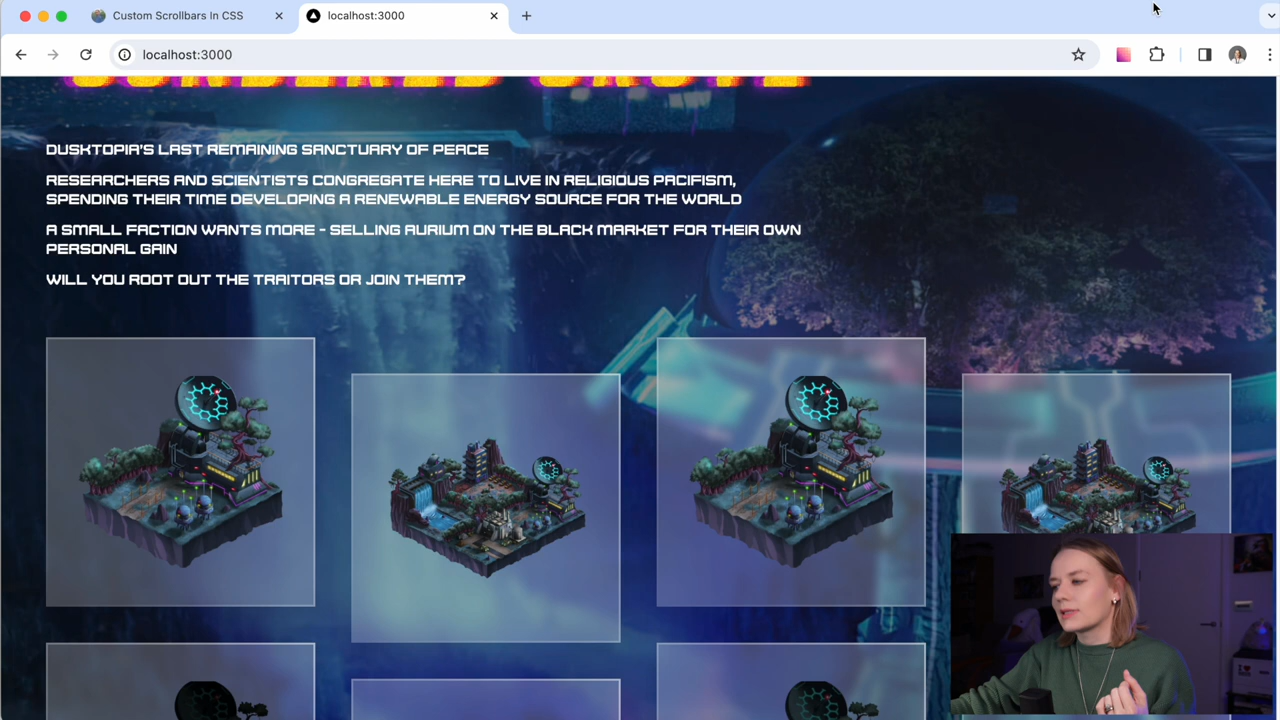 Custom Scrollbars In CSS
localhost:3000
localhost:3000
DUSKTOPIA'S LAST REMAINING SANCTUARY OF PEACE
RESEARCHERS AND SCIENTISTS CONGREGATE HERE TO LIVE IN RELIGIOUS PACIFISM,
SPENDING THEIR TIME DEVELOPING A RENEWABLE ENERGY SOURCE FOR THE WORLD
A SMALL FACTION WANTS MORE - SELLING AURIUM ON THE BLACK MARKET FOR THEIR OWN
PERSONAL GAIN
WILL YOU ROOT OUT THE TRAITORS OR JOIN THEM?